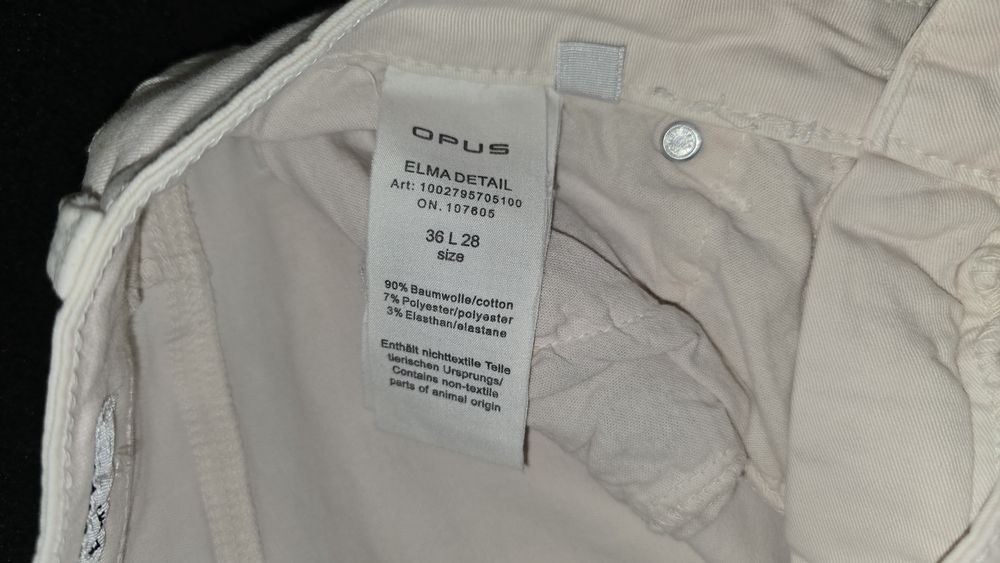 OPUS
ELMA DETAIL
Art: 1002795705100
ON. 107605
36 L 28
size
90% Baumwolle/cotton
7% Polyester/polyester
3% Elasthan/elastane
Enthält nichttextile Teile
tierischen Ursprungs/
Contains non-textile
parts of animal origin